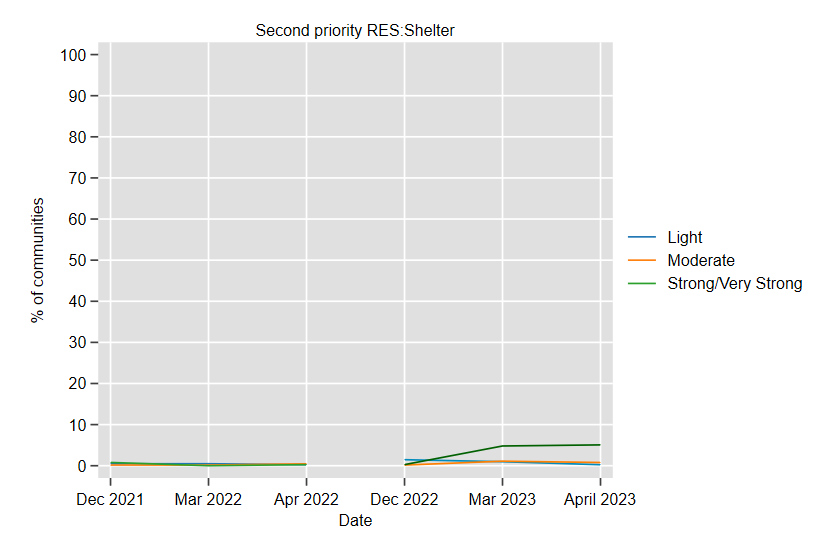 Second priority RES:Shelter
100
90
80
70
60
50
40
30
20
10
0
% of communities
Dec 2021 Mar 2022 Apr 2022 Dec 2022 Mar 2023 April 2023
Date
Light
Moderate
Strong/Very Strong